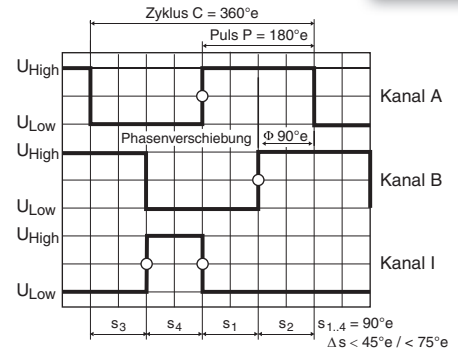 Zyklus C = 360°e
Puls P = 180°e
UHigh
Kanal A
ULow
Phasenverschiebung
Φ 90°e
UHigh
Kanal B
ULow
UHigh
Kanal I
ULow
s3 s4 s1 s2 s1..4 = 90°e
Δs < 45°e / < 75°e